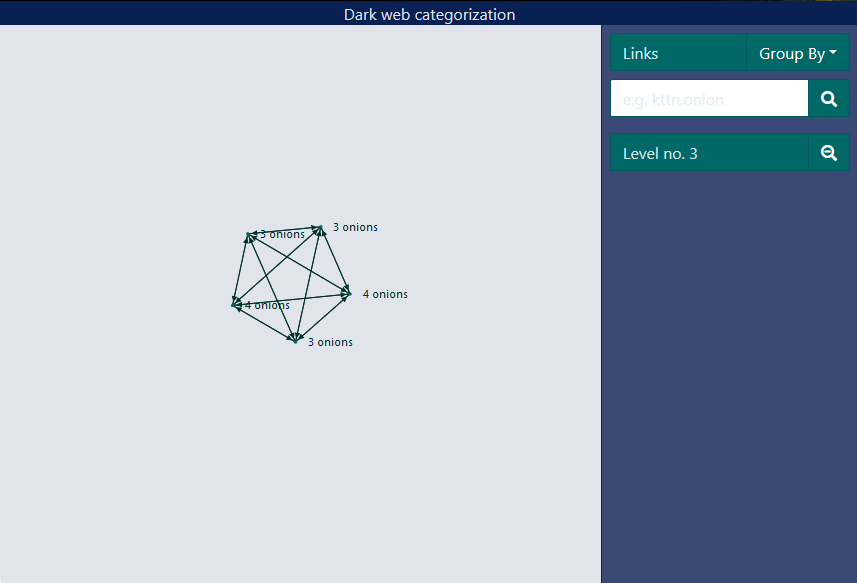 Dark web categorization
Links
Group By
e.g. kttn.onion
Level no. 3
3 onions
3 onions
4 onions
4 onions
3 onions